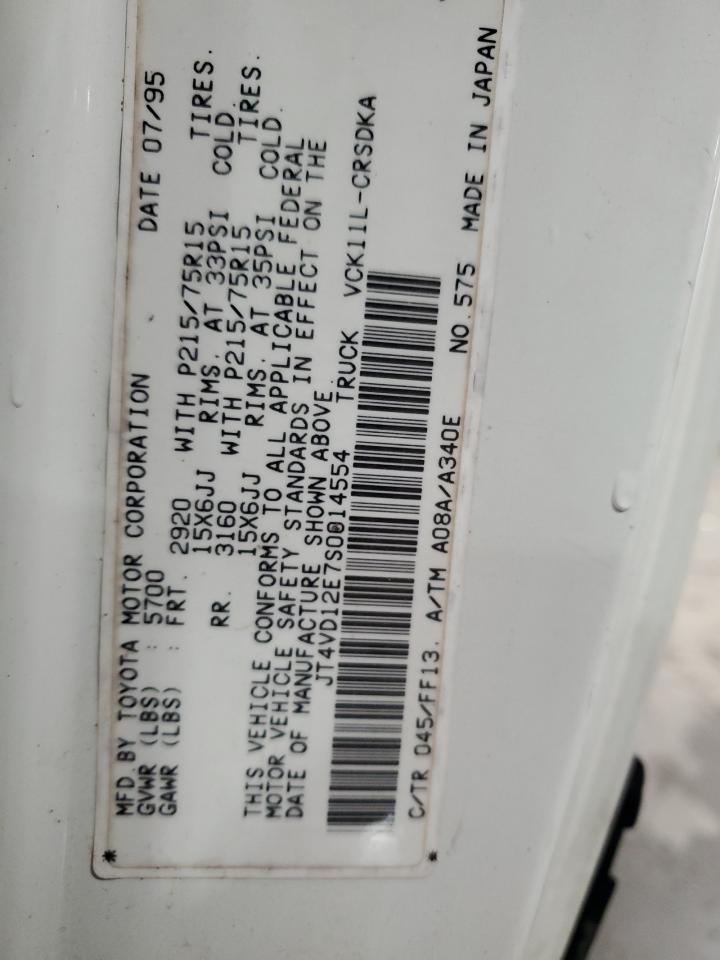 MFD. BY TOYOTA MOTOR CORPORATION DATE 07/95
GVWR (LBS) : 5700
GAWR (LBS) : FRT. 2920 WITH P215/75R15 TIRES.
15X6JJ RIMS. AT 33PSI COLD
RR. 3160 WITH P215/75R15 TIRES.
15X6JJ RIMS. AT 35PSI COLD.
THIS VEHICLE CONFORMS TO ALL APPLICABLE FEDERAL
MOTOR VEHICLE SAFETY STANDARDS IN EFFECT ON THE
DATE OF MANUFACTURE SHOWN ABOVE.
JT4VD12E7S0014554 TRUCK VCK11L-CRSDKA
C/TR 045/FF13. A/TM A08A/A340E NO.575 MADE IN JAPAN